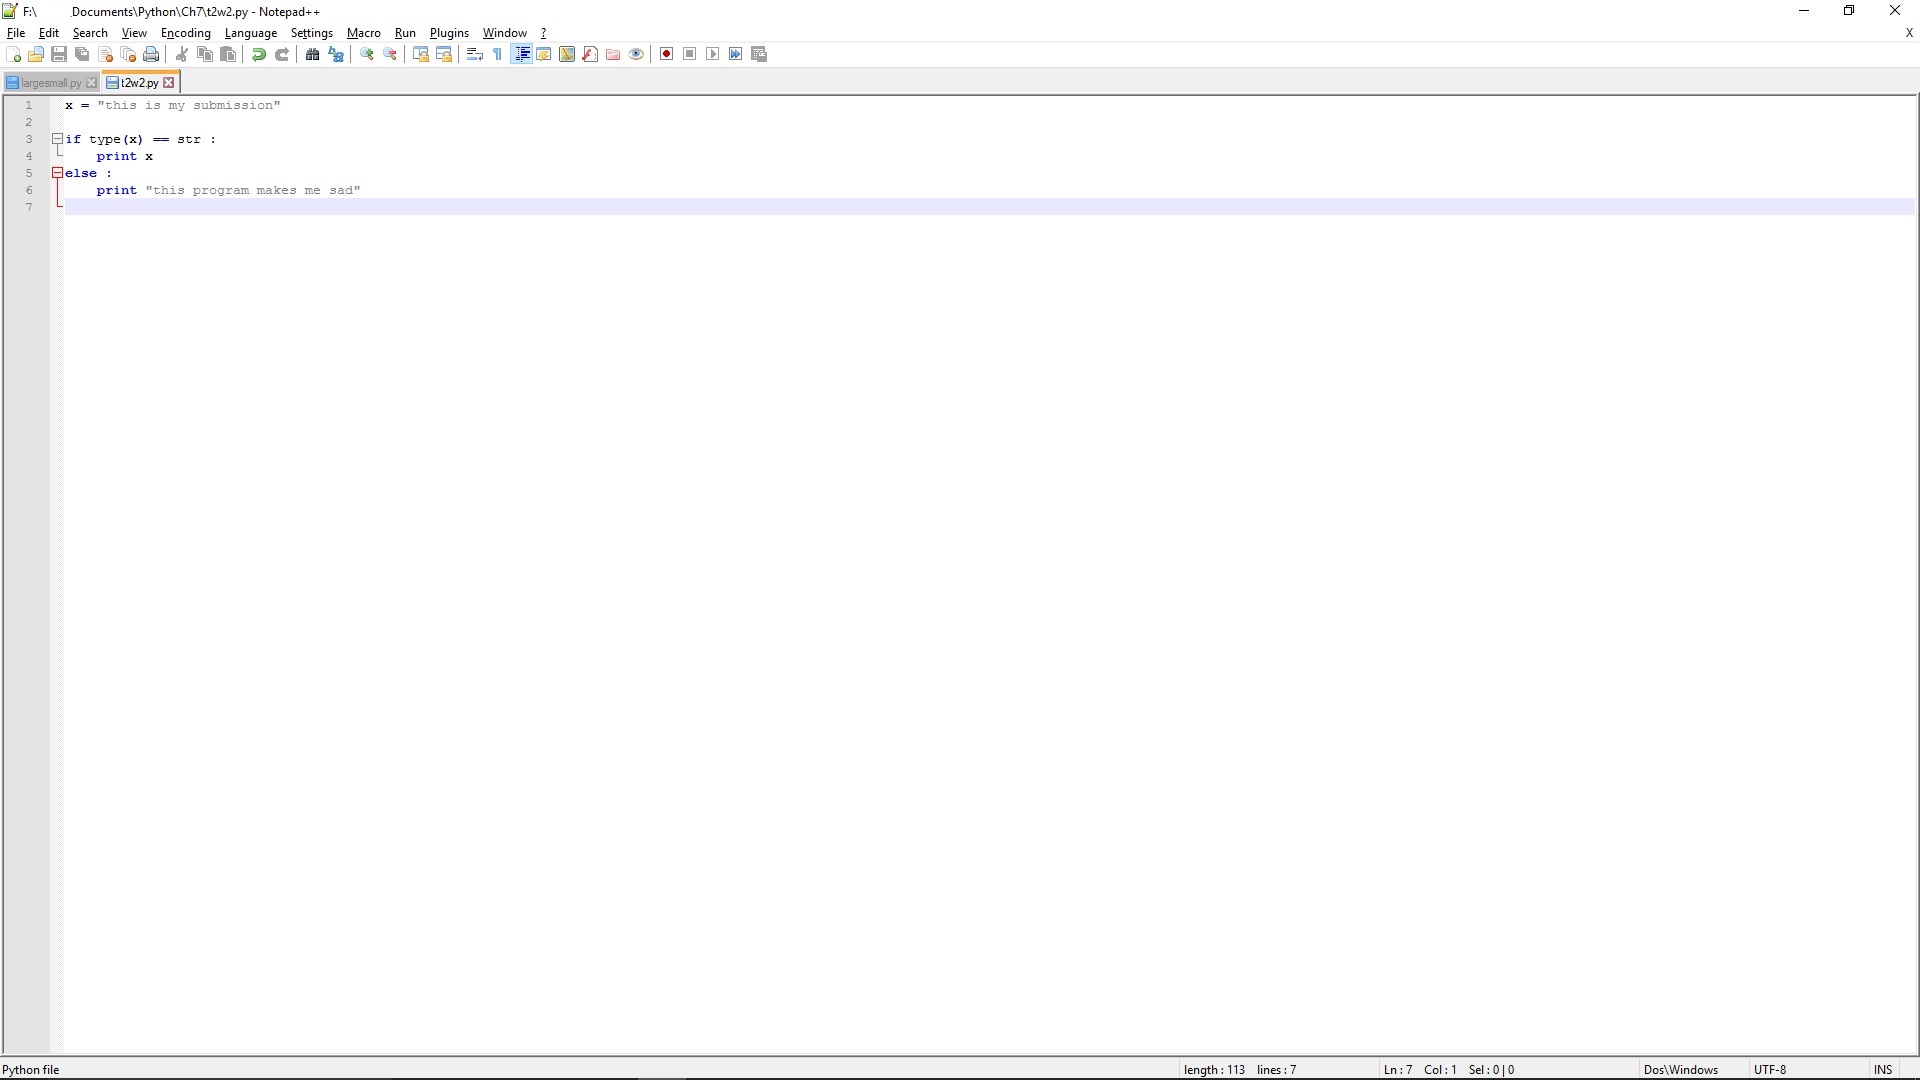 F:\ Documents\Python\Ch7\t2w2.py - Notepad++
File Edit Search View Encoding Language Settings Macro Run Plugins Window ? X
largesmall.py t2w2.py
1 x = "this is my submission"
2
3 if type(x) == str :
4 print x
5 else :
6 print "this program makes me sad"
7
Python file length : 113 lines : 7 Ln : 7 Col : 1 Sel : 0 | 0 Dos\Windows UTF-8 INS